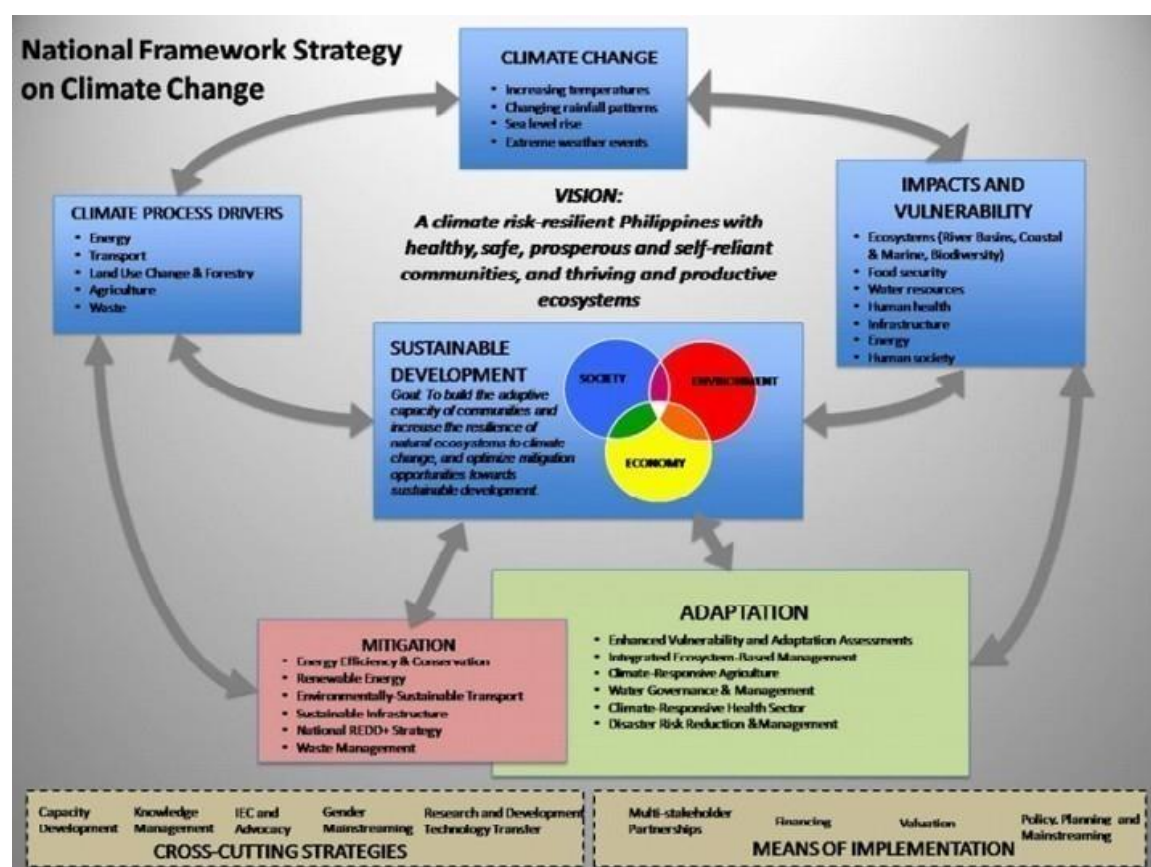 National Framework Strategy
on Climate Change
CLIMATE CHANGE
• Increasing temperatures
• Changing rainfall patterns
• Sea level rise
• Extreme weather events
CLIMATE PROCESS DRIVERS
• Energy
• Transport
• Land Use Change & Forestry
• Agriculture
• Waste
VISION:
A climate risk-resilient Philippines with
healthy, safe, prosperous and self-reliant
communities, and thriving and productive
ecosystems
IMPACTS AND
VULNERABILITY
• Ecosystems (River Basins, Coastal
& Marine, Biodiversity)
• Food security
• Water resources
• Human health
• Infrastructure
• Energy
• Human society
SUSTAINABLE
DEVELOPMENT
Goal: To build the adaptive
capacity of communities and
increase the resilience of
natural ecosystems to climate
change, and optimize mitigation
opportunities towards
sustainable development.
SOCIETY
ENVIRONMENT
ECONOMY
MITIGATION
• Energy Efficiency & Conservation
• Renewable Energy
• Environmentally-Sustainable Transport
• Sustainable Infrastructure
• National REDD+ Strategy
• Waste Management
ADAPTATION
• Enhanced Vulnerability and Adaptation Assessments
• Integrated Ecosystem-Based Management
• Climate-Responsive Agriculture
• Water Governance & Management
• Climate-Responsive Health Sector
• Disaster Risk Reduction &Management
Capacity
Development
Knowledge
Management
IEC and
Advocacy
Gender
Mainstreaming
Research and Development
Technology Transfer
CROSS-CUTTING STRATEGIES
Multi-stakeholder
Partnerships
Financing
Valuation
Policy, Planning and
Mainstreaming
MEANS OF IMPLEMENTATION